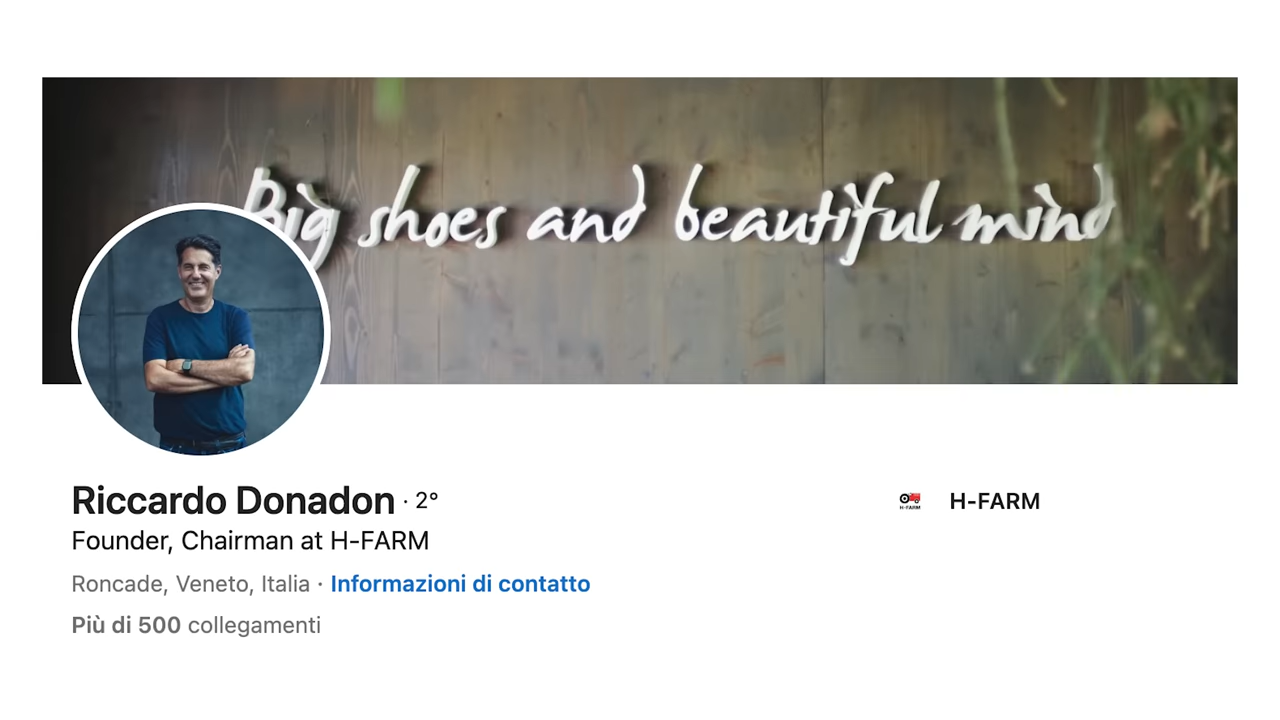 Big shoes and beautiful mind
Riccardo Donadon · 2°
Founder, Chairman at H-FARM
Roncade, Veneto, Italia · Informazioni di contatto
Più di 500 collegamenti
H-FARM
H-FARM